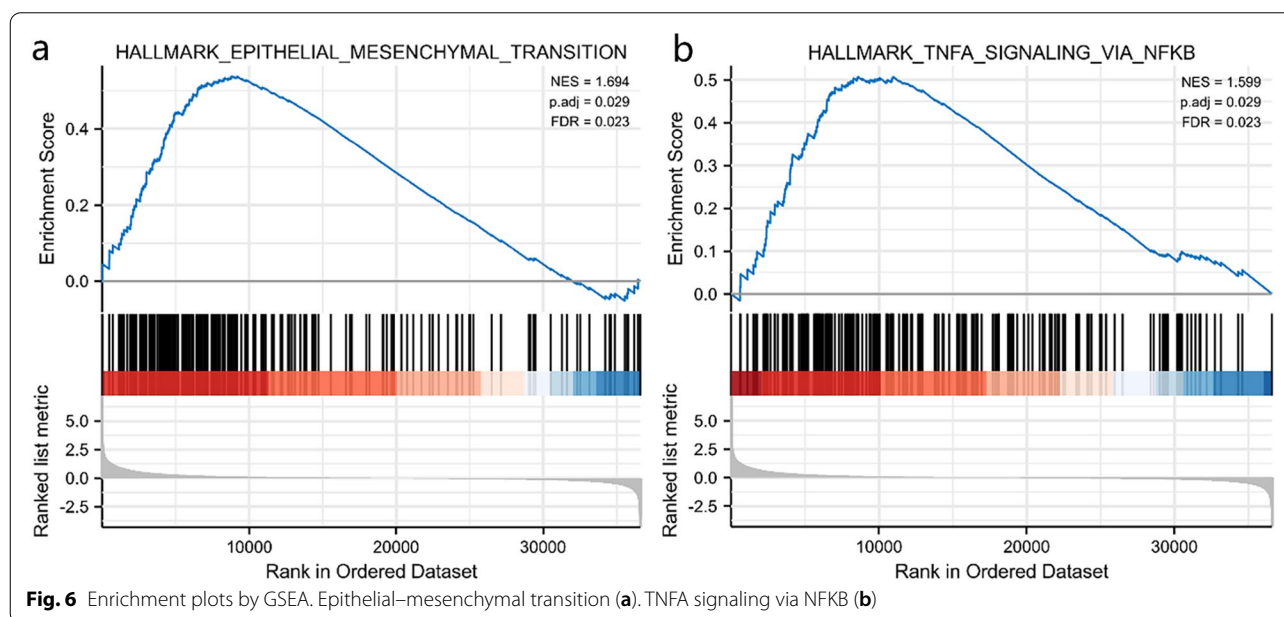 a
HALLMARK_EPITHELIAL_MESENCHYMAL_TRANSITION
NES = 1.694
p.adj = 0.029
FDR = 0.023
Enrichment Score
0.4
0.2
0.0
Ranked list metric
5.0
2.5
0.0
-2.5
10000 20000 30000
Rank in Ordered Dataset
b
HALLMARK_TNFA_SIGNALING_VIA_NFKB
NES = 1.599
p.adj = 0.029
FDR = 0.023
Enrichment Score
0.5
0.4
0.3
0.2
0.1
0.0
Ranked list metric
5.0
2.5
0.0
-2.5
10000 20000 30000
Rank in Ordered Dataset
Fig. 6 Enrichment plots by GSEA. Epithelial–mesenchymal transition (a). TNFA signaling via NFKB (b)